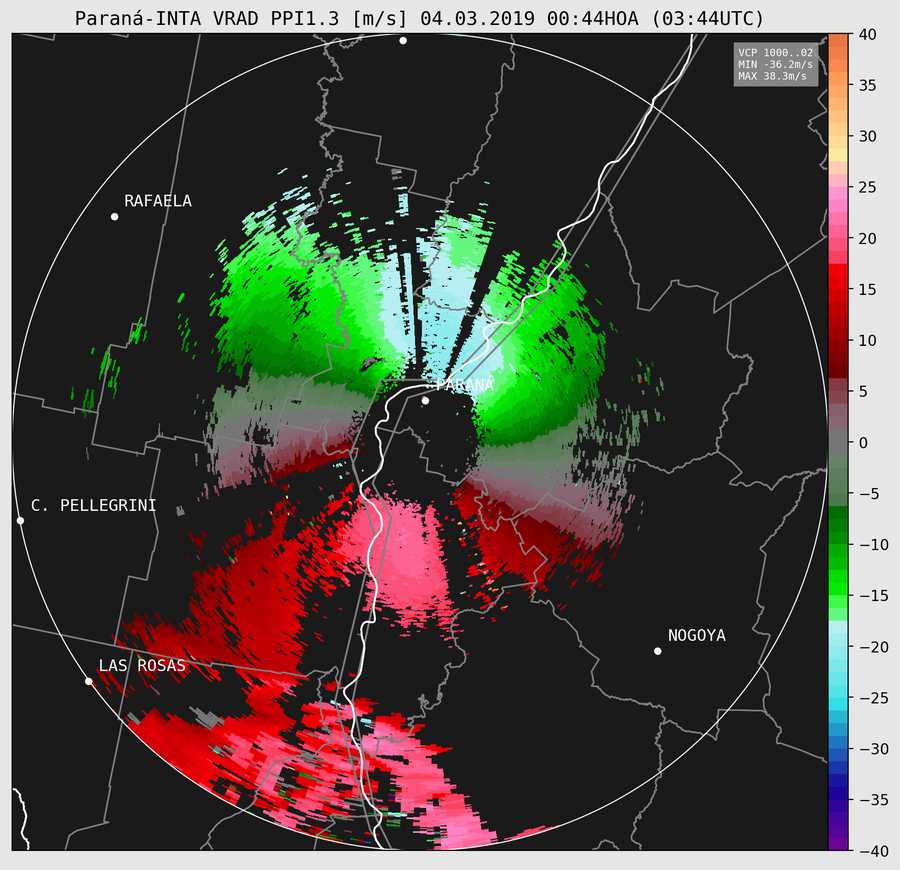 Paraná-INTA VRAD PPI1.3 [m/s] 04.03.2019 00:44HOA (03:44UTC)
VCP 1000..02
MIN -36.2m/s
MAX 38.3m/s
RAFAELA
PARANA
C. PELLEGRINI
NOGOYA
LAS ROSAS
40
35
30
25
20
15
10
5
0
−5
−10
−15
−20
−25
−30
−35
−40